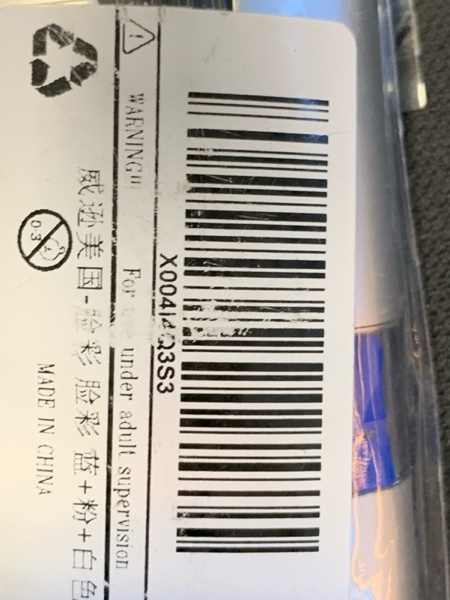 X004I4Q3S3
WARNING!! For under adult supervision
威逊美国-脸彩 脸彩 蓝+粉+白色
0-3
MADE IN CHINA